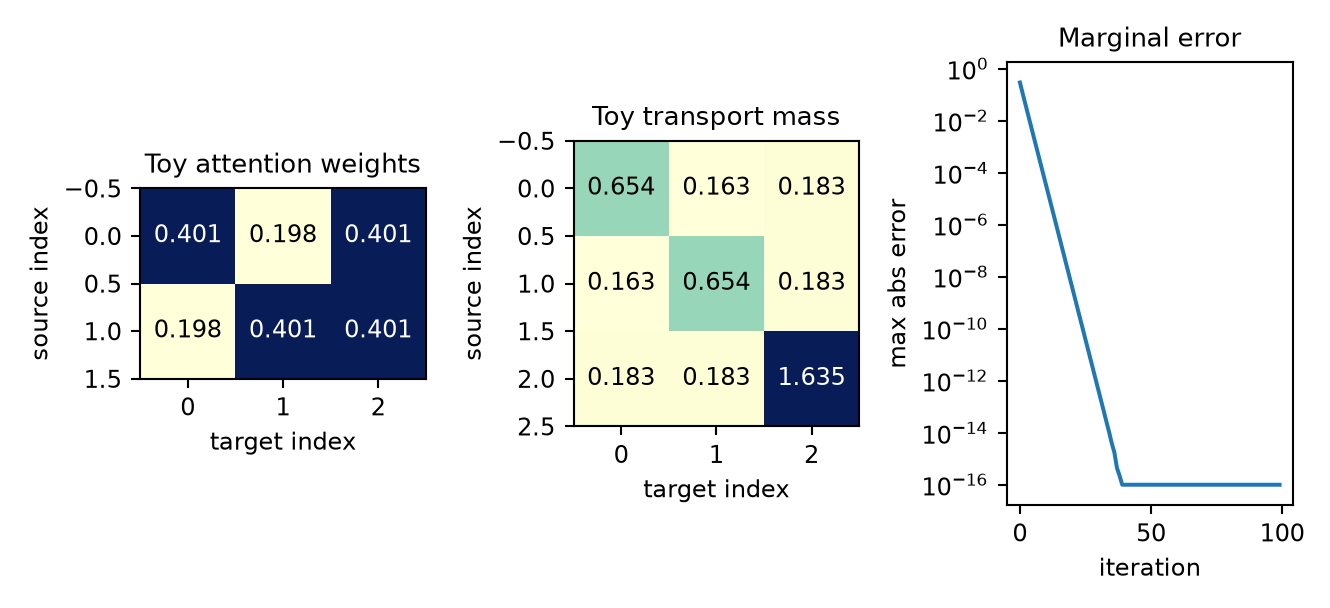 Toy attention weights
−0.5
0.0
0.5
1.0
1.5
source index
0.401 0.198 0.401
0.198 0.401 0.401
0 1 2
target index
Toy transport mass
−0.5
0.0
0.5
1.0
1.5
2.0
2.5
source index
0.654 0.163 0.183
0.163 0.654 0.183
0.183 0.183 1.635
0 1 2
target index
Marginal error
10⁰
10⁻²
10⁻⁴
10⁻⁶
10⁻⁸
10⁻¹⁰
10⁻¹²
10⁻¹⁴
10⁻¹⁶
max abs error
0 50 100
iteration